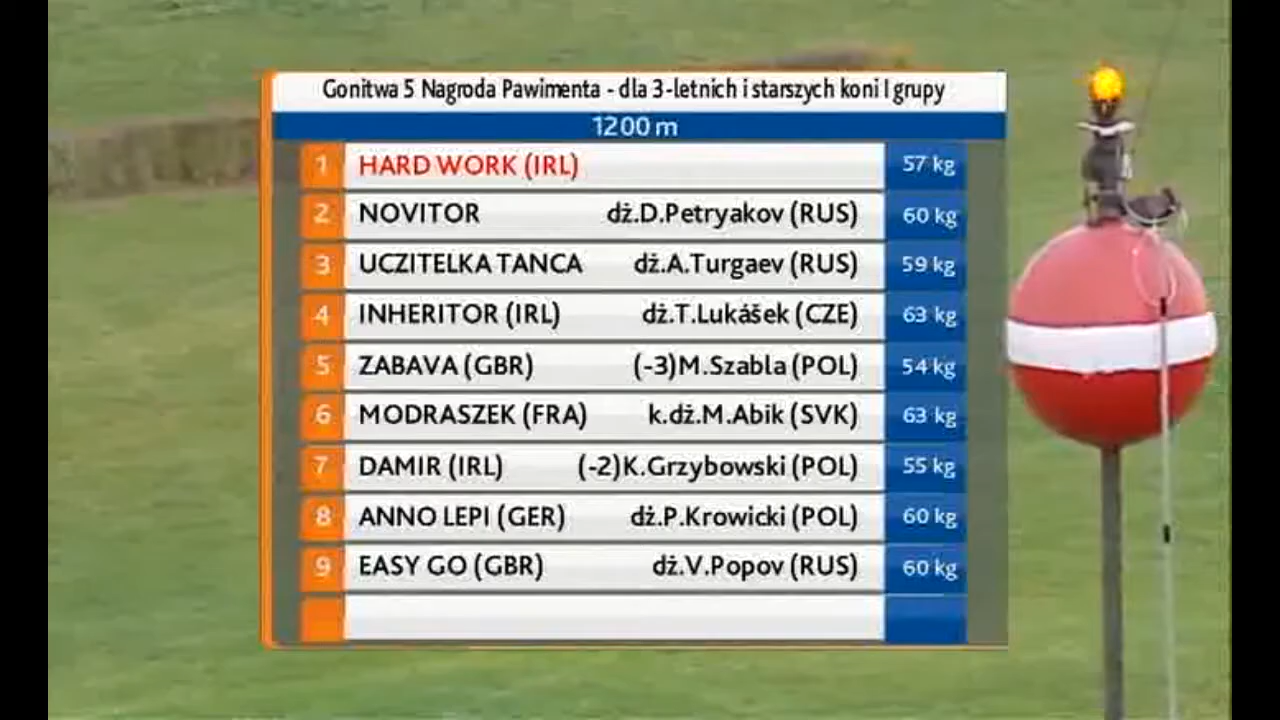 Gonitwa 5 Nagroda Pawimenta - dla 3-letnich i starszych koni I grupy
1200 m
1 HARD WORK (IRL) 57 kg
2 NOVITOR dż.D.Petryakov (RUS) 60 kg
3 UCZITELKA TANCA dż.A.Turgaev (RUS) 59 kg
4 INHERITOR (IRL) dż.T.Lukášek (CZE) 63 kg
5 ZABAVA (GBR) (-3)M.Szabla (POL) 54 kg
6 MODRASZEK (FRA) k.dż.M.Abik (SVK) 63 kg
7 DAMIR (IRL) (-2)K.Grzybowski (POL) 55 kg
8 ANNO LEPI (GER) dż.P.Krowicki (POL) 60 kg
9 EASY GO (GBR) dż.V.Popov (RUS) 60 kg